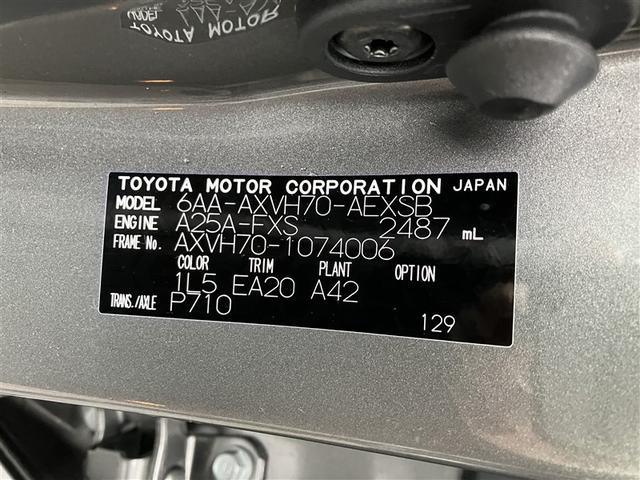 TOYOTA MOTOR CORPORATION JAPAN
MODEL 6AA-AXVH70-AEXSB
ENGINE A25A-FXS 2487 mL
FRAME No. AXVH70-1074006
COLOR TRIM PLANT OPTION
1L5 EA20 A42
TRANS./AXLE P710
129